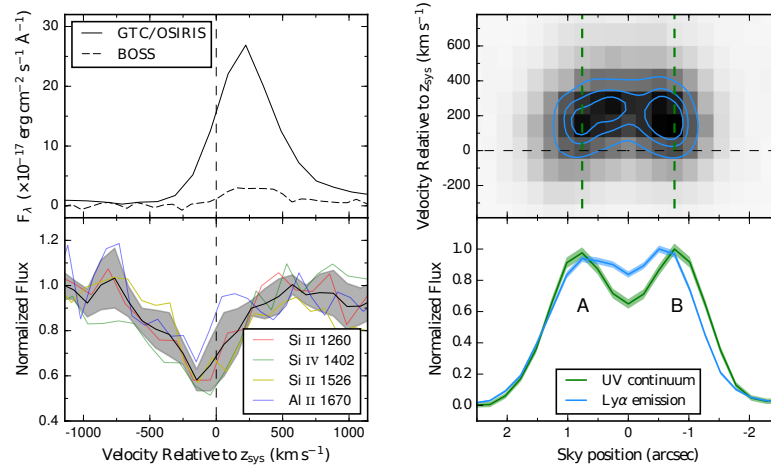 GTC/OSIRIS
BOSS
F_λ (×10⁻¹⁷ erg cm⁻² s⁻¹ Å⁻¹)
30
20
10
0
Normalized Flux
1.2
1.0
0.8
0.6
0.4
Si II 1260
Si IV 1402
Si II 1526
Al II 1670
-1000
-500
0
500
1000
Velocity Relative to z_sys (km s⁻¹)
Velocity Relative to z_sys (km s⁻¹)
600
400
200
0
-200
Normalized Flux
1.0
0.8
0.6
0.4
0.2
0.0
A
B
UV continuum
Lyα emission
2
1
0
-1
-2
Sky position (arcsec)